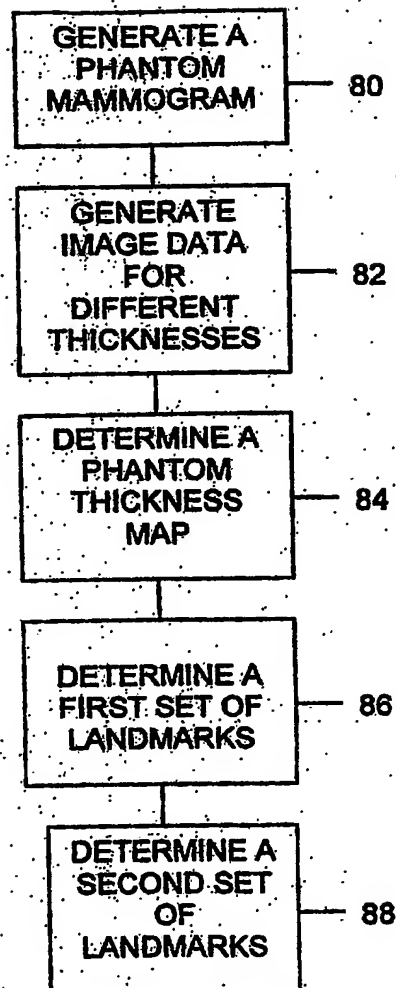 GENERATE A
PHANTOM
MAMMOGRAM
80
GENERATE
IMAGE DATA
FOR
DIFFERENT
THICKNESSES
82
DETERMINE A
PHANTOM
THICKNESS
MAP
84
DETERMINE A
FIRST SET OF
LANDMARKS
86
DETERMINE A
SECOND SET
OF
LANDMARKS
88